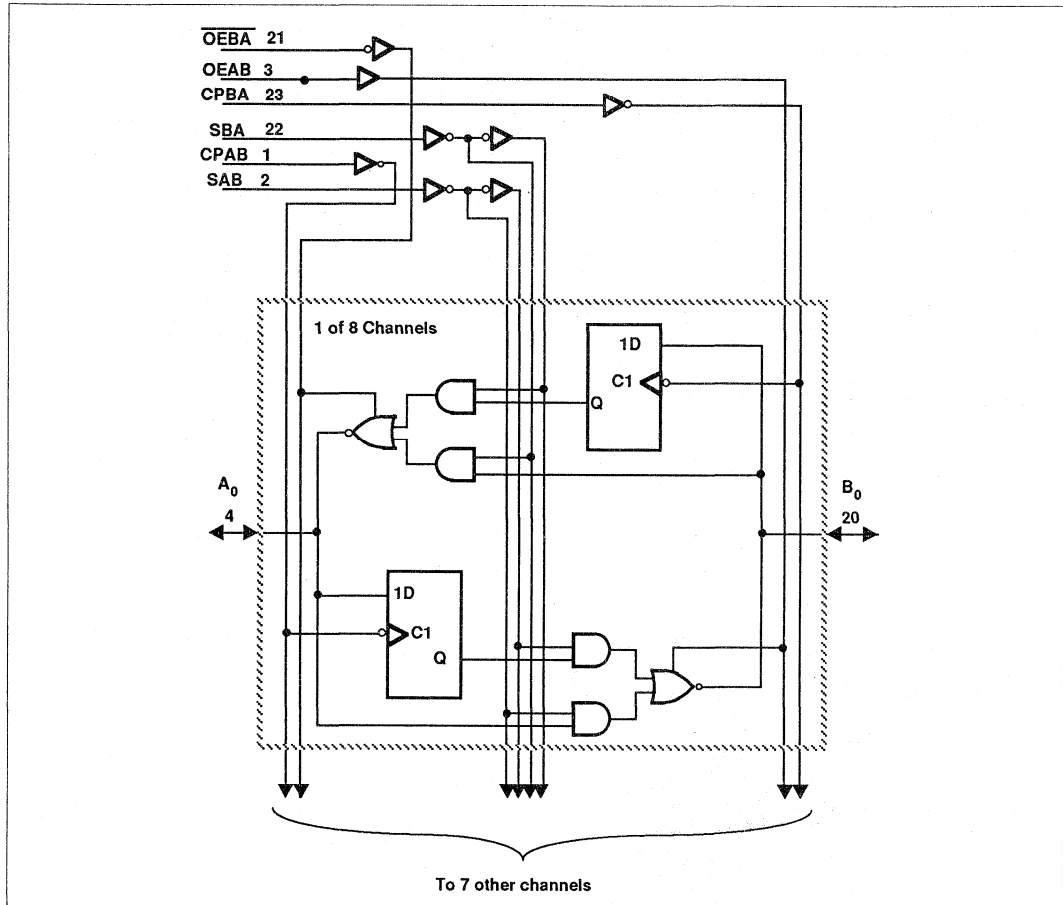 OEBA 21
OEAB 3
CPBA 23
SBA 22
CPAB 1
SAB 2
1 of 8 Channels
1D
C1
Q
A0
4
B0
20
1D
C1
Q
To 7 other channels